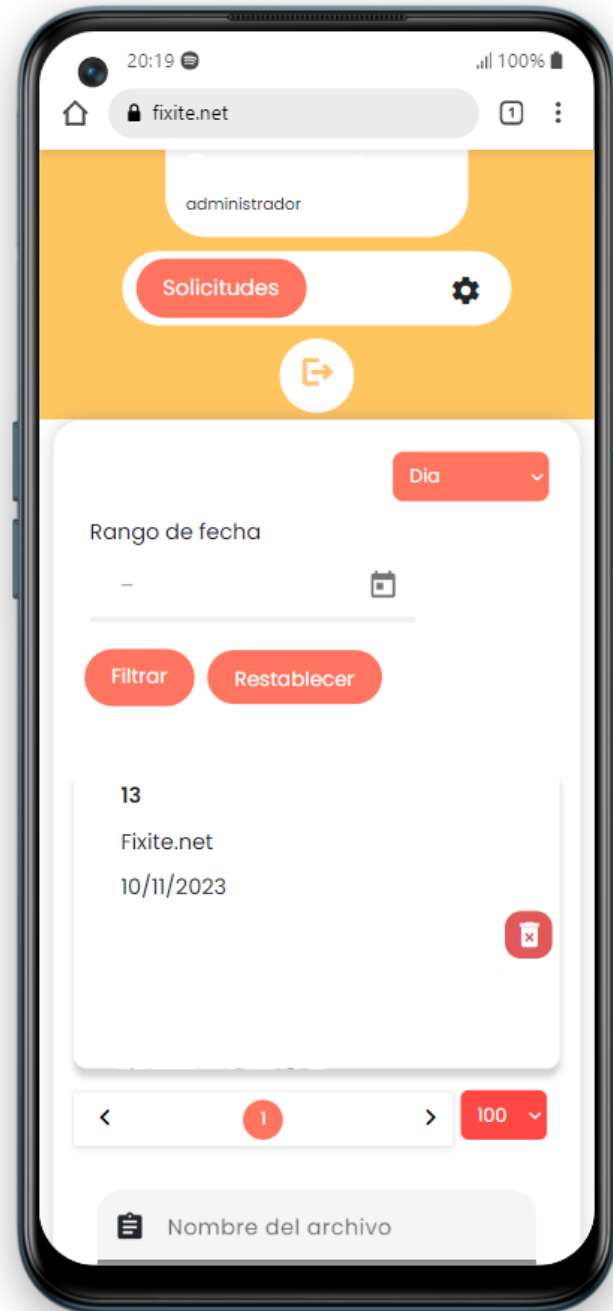 20:19
100%
fixite.net
1
administrador
Solicitudes
Dia
Rango de fecha
–
Filtrar
Restablecer
13
Fixite.net
10/11/2023
1
100
Nombre del archivo